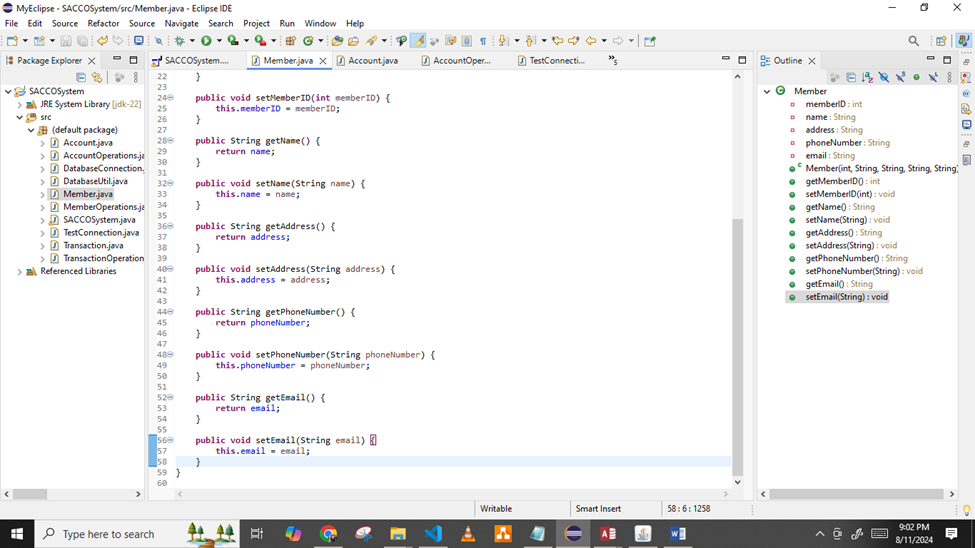 MyEclipse - SACCOSystem/src/Member.java - Eclipse IDE
File Edit Source Refactor Source Navigate Search Project Run Window Help
Package Explorer
SACCOSystem
JRE System Library [jdk-22]
src
(default package)
Account.java
AccountOperations.ja
DatabaseConnection.
DatabaseUtil.java
Member.java
MemberOperations.ja
SACCOSystem.java
TestConnection.java
Transaction.java
TransactionOperation
Referenced Libraries
SACCOSystem.... Member.java Account.java AccountOper... TestConnecti... »5
22 }
23
24 public void setMemberID(int memberID) {
25 this.memberID = memberID;
26 }
27
28 public String getName() {
29 return name;
30 }
31
32 public void setName(String name) {
33 this.name = name;
34 }
35
36 public String getAddress() {
37 return address;
38 }
39
40 public void setAddress(String address) {
41 this.address = address;
42 }
43
44 public String getPhoneNumber() {
45 return phoneNumber;
46 }
47
48 public void setPhoneNumber(String phoneNumber) {
49 this.phoneNumber = phoneNumber;
50 }
51
52 public String getEmail() {
53 return email;
54 }
55
56 public void setEmail(String email) {
57 this.email = email;
58 }
59 }
60
Outline
Member
memberID : int
name : String
address : String
phoneNumber : String
email : String
Member(int, String, String, String, String)
getMemberID() : int
setMemberID(int) : void
getName() : String
setName(String) : void
getAddress() : String
setAddress(String) : void
getPhoneNumber() : String
setPhoneNumber(String) : void
getEmail() : String
setEmail(String) : void
Writable Smart Insert 58 : 6 : 1258
Type here to search
9:02 PM
8/11/2024